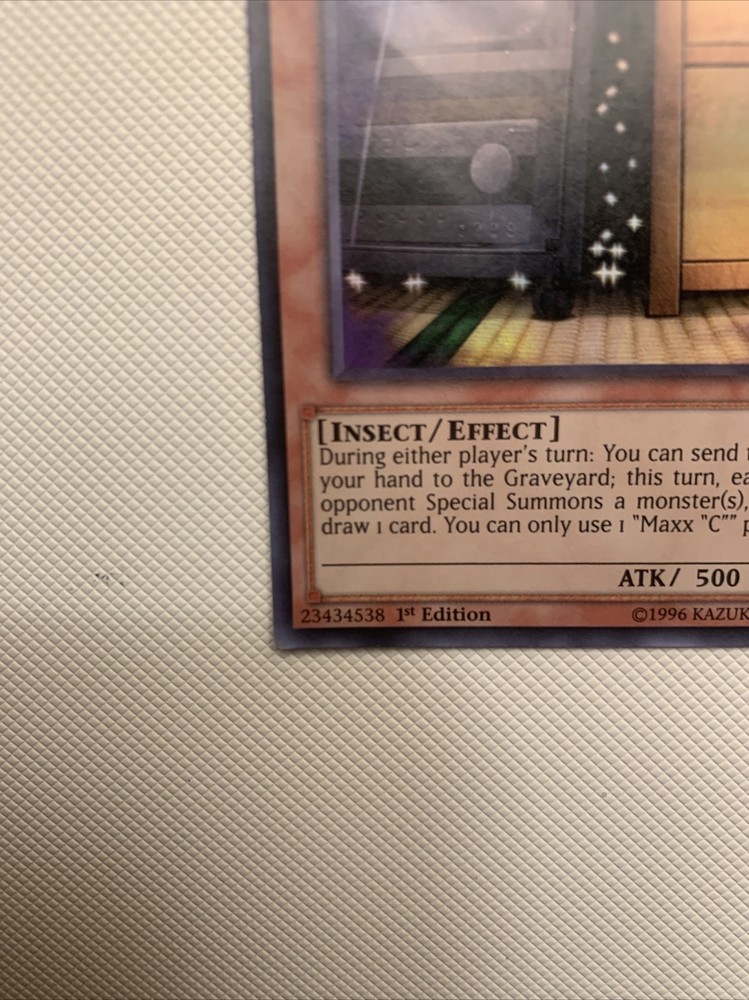 [INSECT/EFFECT]
During either player's turn: You can send
your hand to the Graveyard; this turn, ea
opponent Special Summons a monster(s),
draw 1 card. You can only use 1 "Maxx "C"" p
ATK/ 500
23434538 1st Edition ©1996 KAZUK